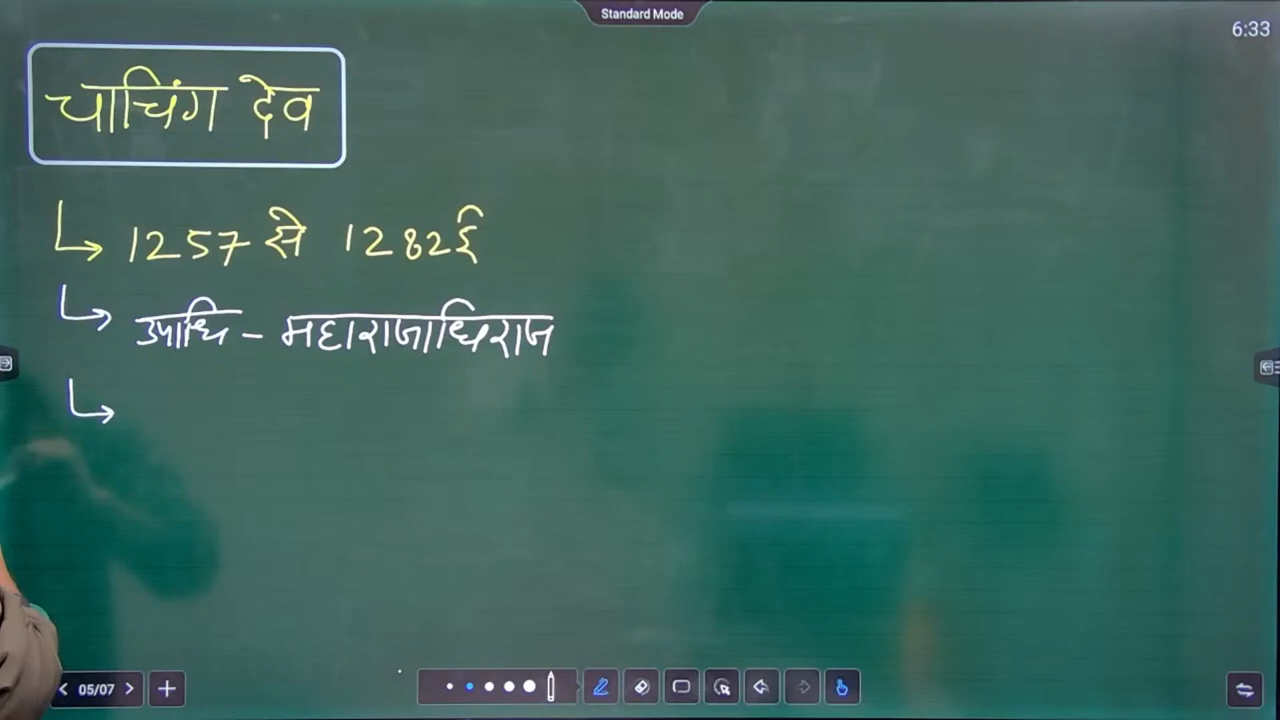 Standard Mode
6:33
चाचिंग देव
1257 से 1282ई
उपाधि - महाराजाधिराज
05/07